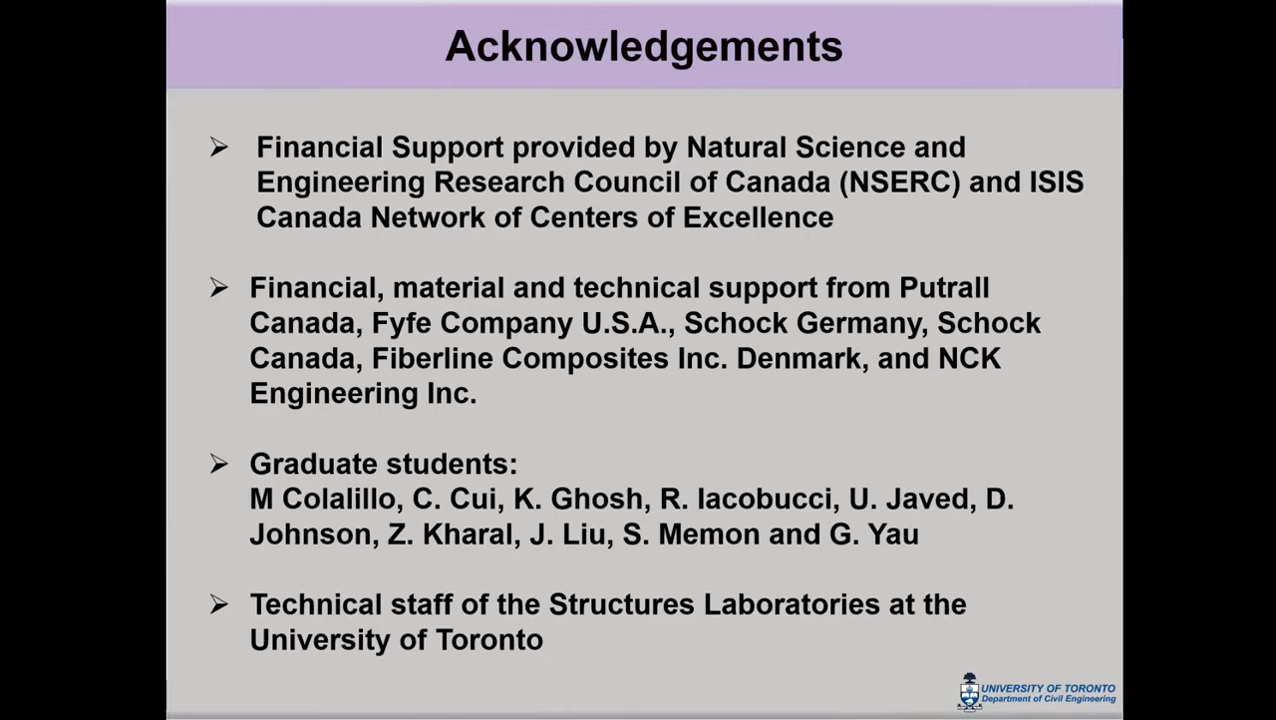 Acknowledgements
Financial Support provided by Natural Science and
Engineering Research Council of Canada (NSERC) and ISIS
Canada Network of Centers of Excellence
Financial, material and technical support from Putrall
Canada, Fyfe Company U.S.A., Schock Germany, Schock
Canada, Fiberline Composites Inc. Denmark, and NCK
Engineering Inc.
Graduate students:
M Colalillo, C. Cui, K. Ghosh, R. Iacobucci, U. Javed, D.
Johnson, Z. Kharal, J. Liu, S. Memon and G. Yau
Technical staff of the Structures Laboratories at the
University of Toronto
UNIVERSITY OF TORONTO
Department of Civil Engineering